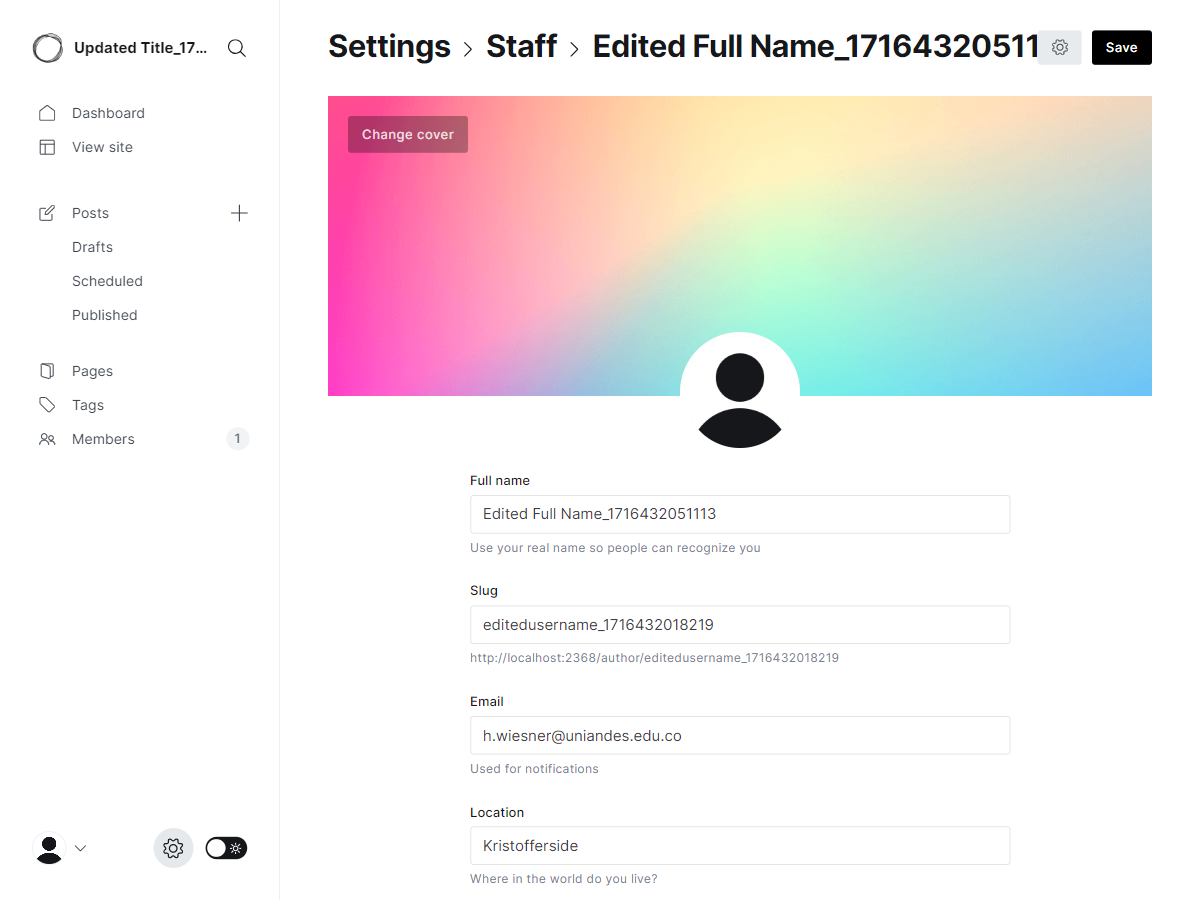 Updated Title_17...
Settings > Staff > Edited Full Name_17164320511
Save
Change cover
Dashboard
View site
Posts
Drafts
Scheduled
Published
Pages
Tags
Members
1
Full name
Edited Full Name_1716432051113
Use your real name so people can recognize you
Slug
editedusername_1716432018219
http://localhost:2368/author/editedusername_1716432018219
Email
h.wiesner@uniandes.edu.co
Used for notifications
Location
Kristofferside
Where in the world do you live?